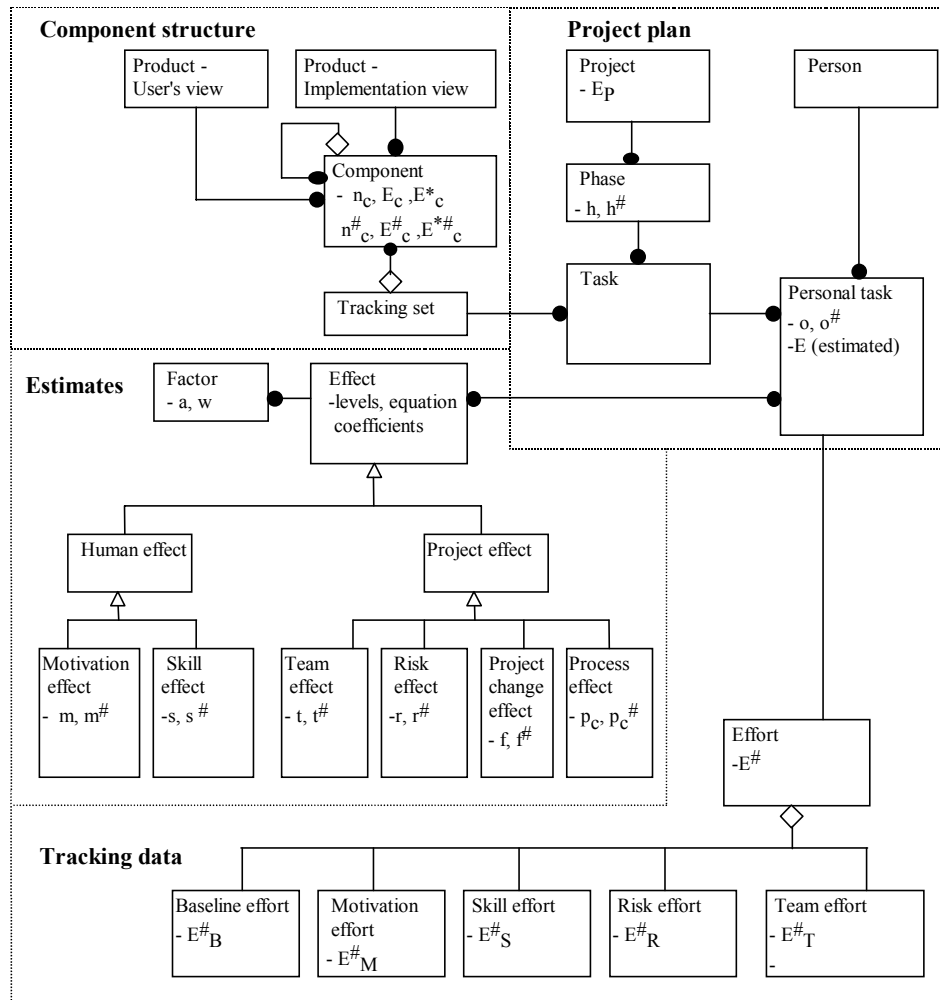 Component structure
Product -
User's view
Product -
Implementation view
Component
- n_c, E_c ,E*_c
n#_c, E#_c ,E*#_c
Tracking set
Project plan
Project
- E_P
Person
Phase
- h, h#
Task
Personal task
- o, o#
-E (estimated)
Estimates
Factor
- a, w
Effect
-levels, equation
coefficients
Human effect
Project effect
Motivation
effect
- m, m#
Skill
effect
-s, s #
Team
effect
- t, t#
Risk
effect
-r, r#
Project
change
effect
- f, f#
Process
effect
- p_c, p_c#
Effort
-E#
Tracking data
Baseline effort
- E#_B
Motivation
effort
- E#_M
Skill effort
- E#_S
Risk effort
- E#_R
Team effort
- E#_T
-